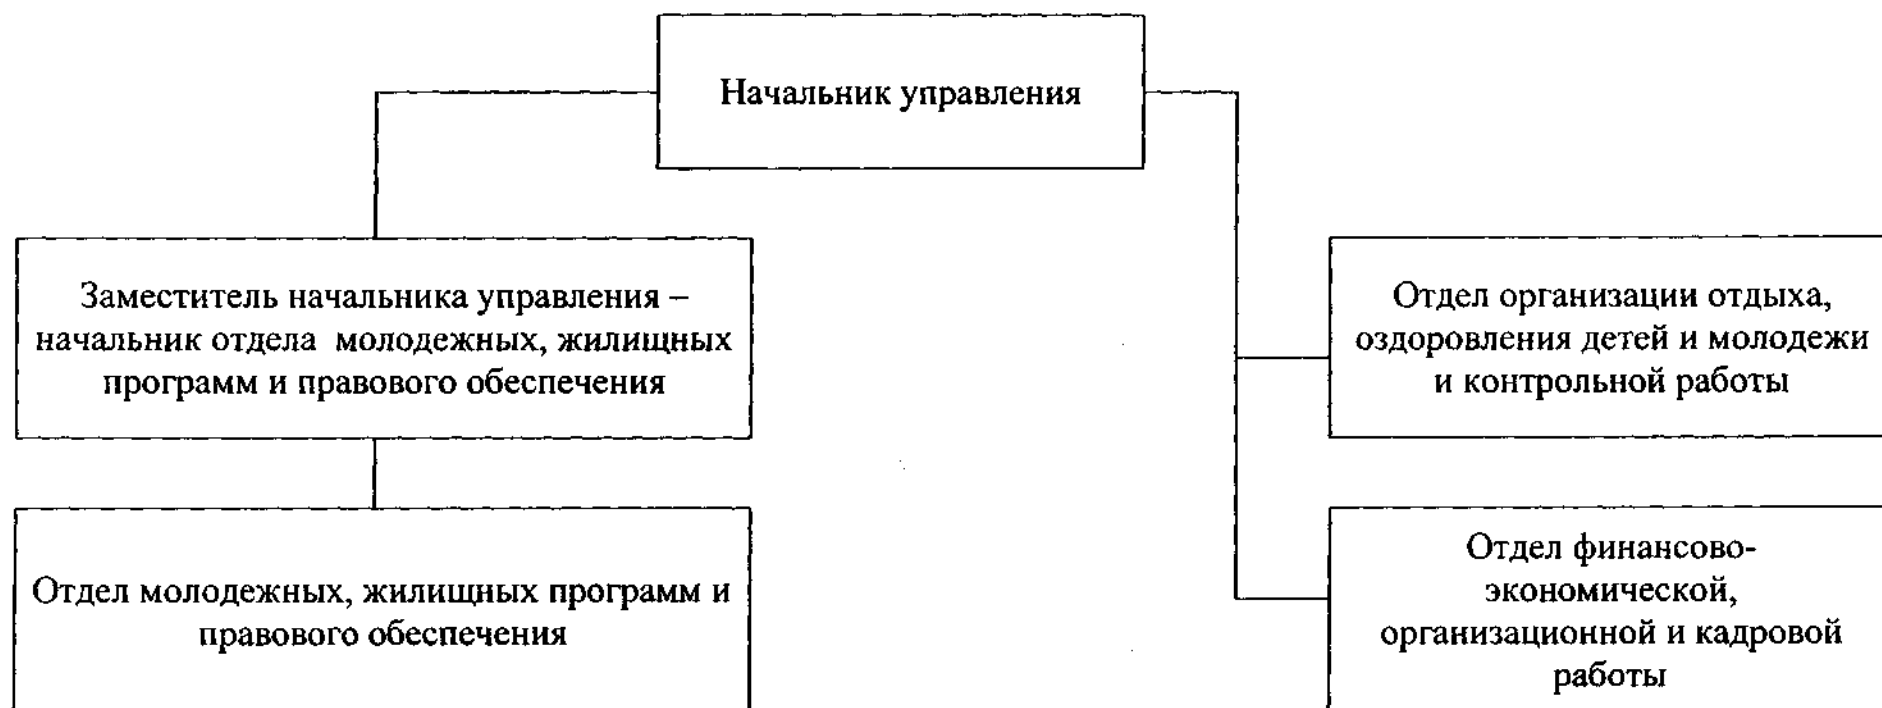 Начальник управления
Заместитель начальника управления –
начальник отдела молодежных, жилищных
программ и правового обеспечения
Отдел организации отдыха,
оздоровления детей и молодежи
и контрольной работы
Отдел молодежных, жилищных программ и
правового обеспечения
Отдел финансово-
экономической,
организационной и кадровой
работы